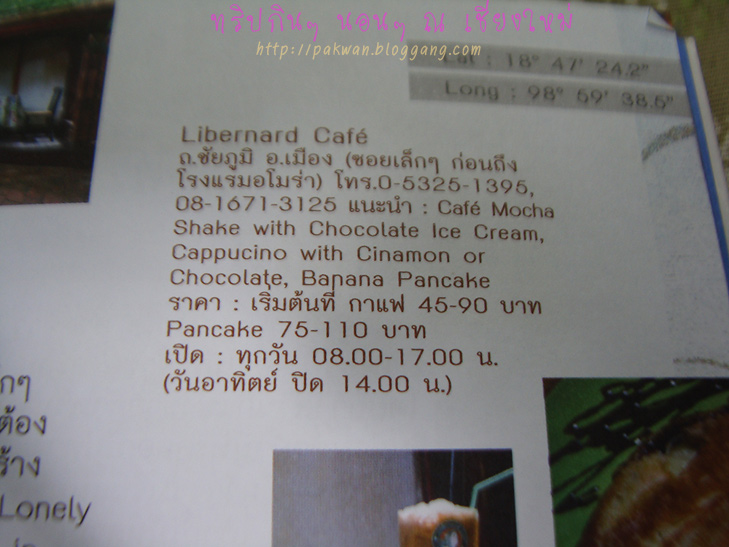 ทริปกินๆ นอนๆ ณ เชียงใหม่
http://pakwan.bloggang.com
Lat : 18° 47' 24.2"
Long : 98° 59' 38.5"
Libernard Café
ถ.ชัยภูมิ อ.เมือง (ซอยเล็กๆ ก่อนถึง
โรงแรมอโมร่า) โทร.0-5325-1395,
08-1671-3125 แนะนำ : Café Mocha
Shake with Chocolate Ice Cream,
Cappucino with Cinamon or
Chocolate, Banana Pancake
ราคา : เริ่มต้นที่ กาแฟ 45-90 บาท
Pancake 75-110 บาท
เปิด : ทุกวัน 08.00-17.00 น.
(วันอาทิตย์ ปิด 14.00 น.)
ต้อง
Lonely